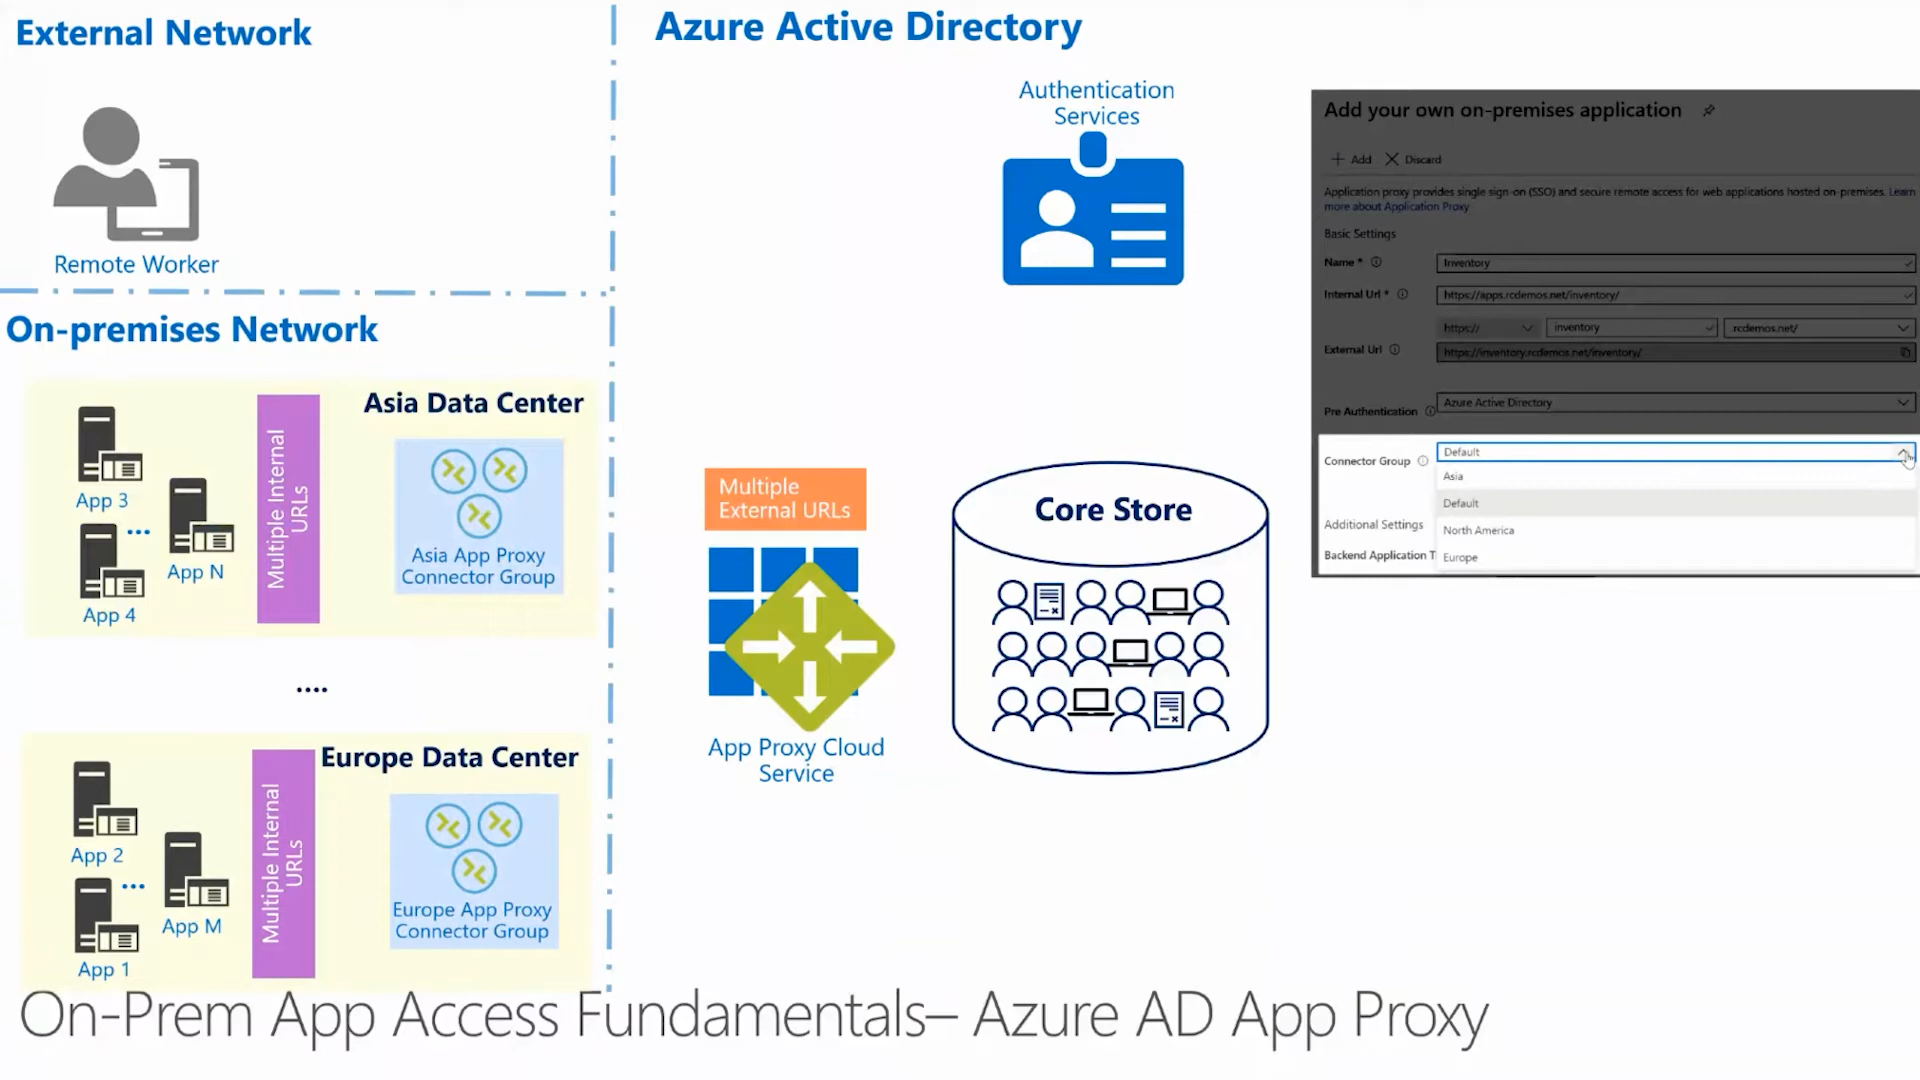 External Network
Remote Worker
On-premises Network
Asia Data Center
App 3
App N
App 4
Multiple Internal
URLs
Asia App Proxy
Connector Group
....
Europe Data Center
App 2
App M
App 1
Multiple Internal
URLs
Europe App Proxy
Connector Group
Azure Active Directory
Authentication
Services
Multiple
External URLs
App Proxy Cloud
Service
Core Store
Add your own on-premises application
Add
Discard
Application proxy provides single sign-on (SSO) and secure remote access for web applications hosted on-premises. Learn
more about Application Proxy
Basic Settings
Name *
Inventory
Internal Url *
https://apps.rcdemos.net/inventory/
https://
inventory
.rcdemos.net/
External Url
https://inventory.rcdemos.net/inventory/
Pre Authentication
Azure Active Directory
Connector Group
Default
Asia
Default
North America
Europe
Additional Settings
Backend Application T
On-Prem App Access Fundamentals– Azure AD App Proxy